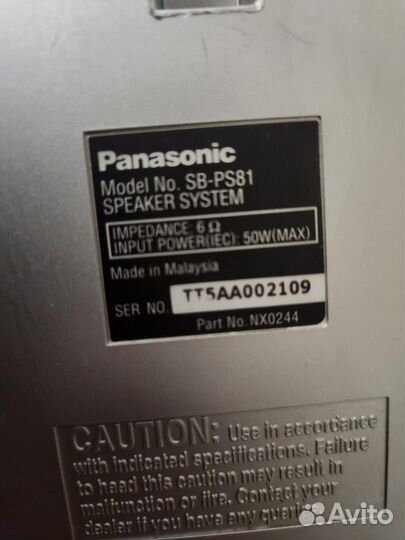 Panasonic
Model No. SB-PS81
SPEAKER SYSTEM
IMPEDANCE 6 Ω
INPUT POWER(IEC) 50W(MAX)
Made in Malaysia
SER NO. TT5AA002109
Part No. NX0244
CAUTION: Use in accordance
with indicated specifications. Failure
to head this caution may result in
malfunction or fire. Contact your
dealer if you have any queries.
Avito